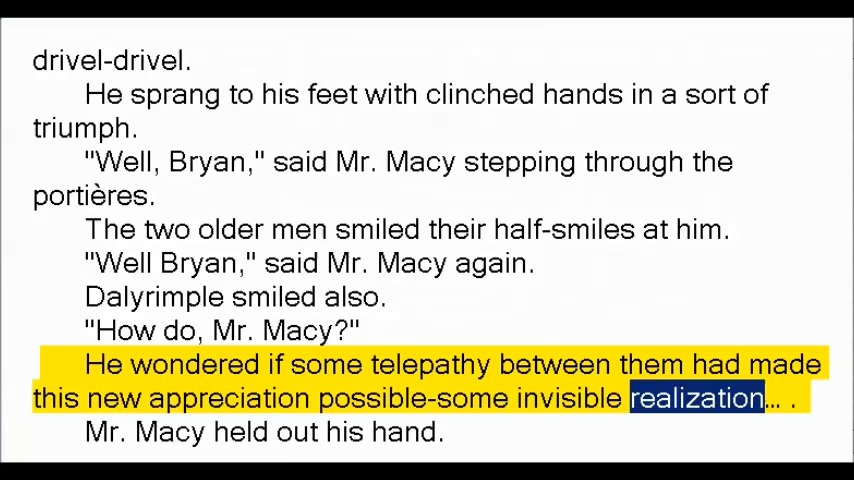 drivel-drivel.
He sprang to his feet with clinched hands in a sort of
triumph.
"Well, Bryan," said Mr. Macy stepping through the
portières.
The two older men smiled their half-smiles at him.
"Well Bryan," said Mr. Macy again.
Dalyrimple smiled also.
"How do, Mr. Macy?"
He wondered if some telepathy between them had made
this new appreciation possible-some invisible realization... .
Mr. Macy held out his hand.